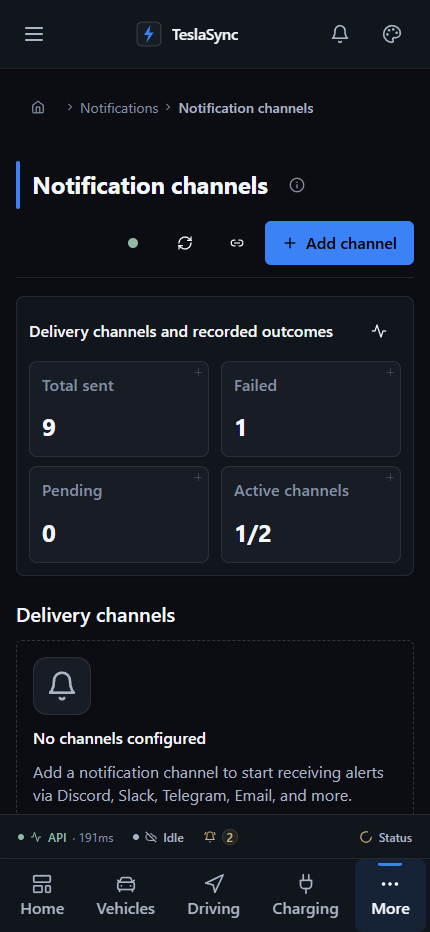 TeslaSync
Notifications
Notification channels
Notification channels
Add channel
Delivery channels and recorded outcomes
Total sent
9
Failed
1
Pending
0
Active channels
1/2
Delivery channels
No channels configured
Add a notification channel to start receiving alerts
via Discord, Slack, Telegram, Email, and more.
API · 191ms
Idle
2
Status
Home
Vehicles
Driving
Charging
More